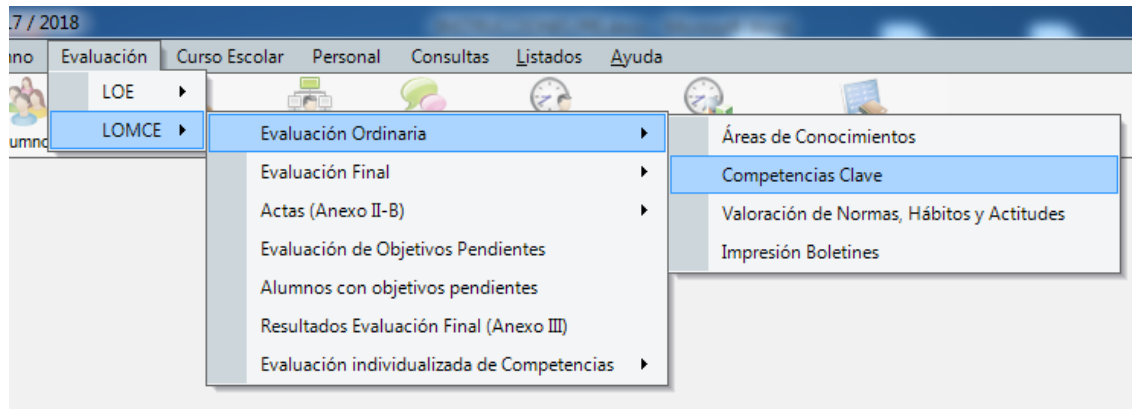 .7 / 2018
Evaluación Curso Escolar Personal Consultas Listados Ayuda
LOE
LOMCE
Evaluación Ordinaria
Evaluación Final
Actas (Anexo II-B)
Evaluación de Objetivos Pendientes
Alumnos con objetivos pendientes
Resultados Evaluación Final (Anexo III)
Evaluación individualizada de Competencias
Áreas de Conocimientos
Competencias Clave
Valoración de Normas, Hábitos y Actitudes
Impresión Boletines